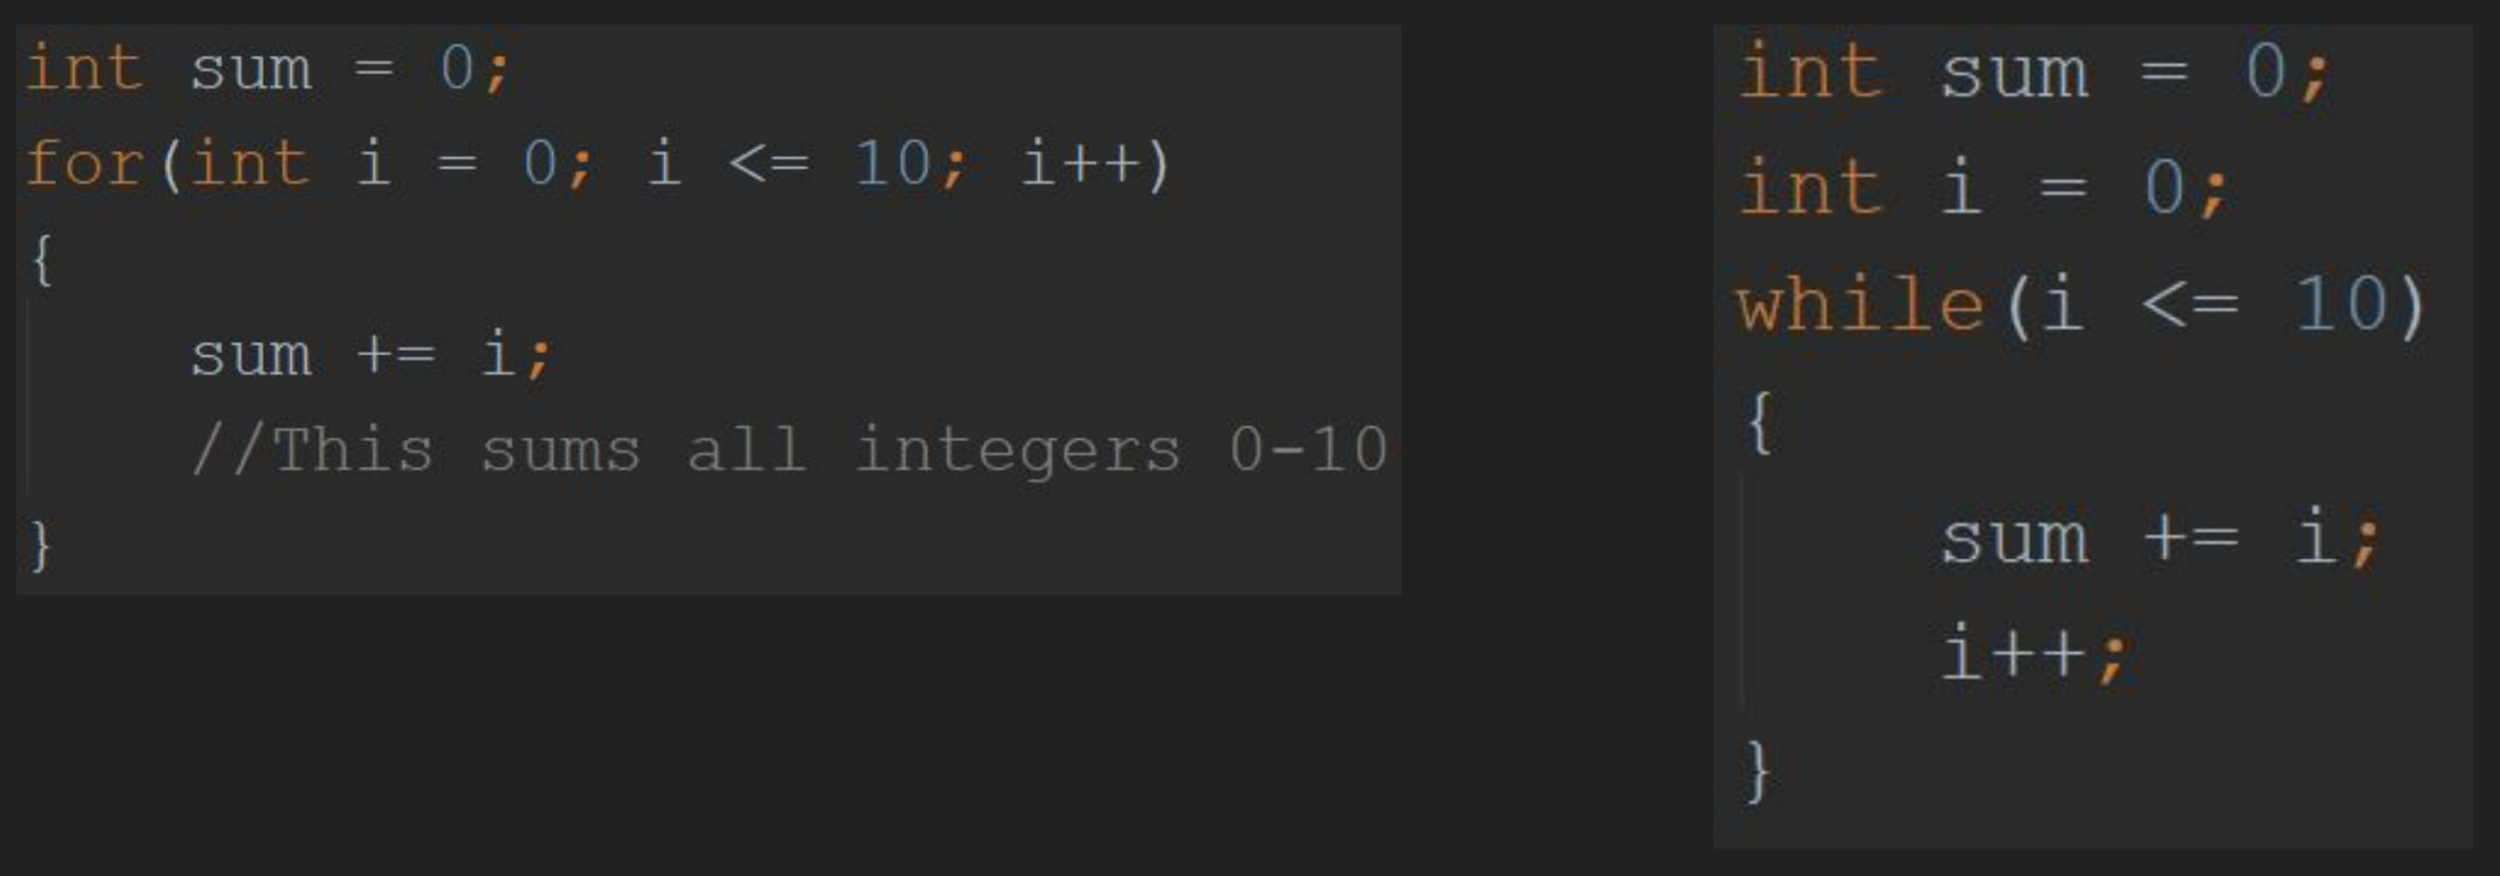 int sum = 0;
for(int i = 0; i <= 10; i++)
{
    sum += i;
    //This sums all integers 0-10
}
int sum = 0;
int i = 0;
while(i <= 10)
{
    sum += i;
    i++;
}